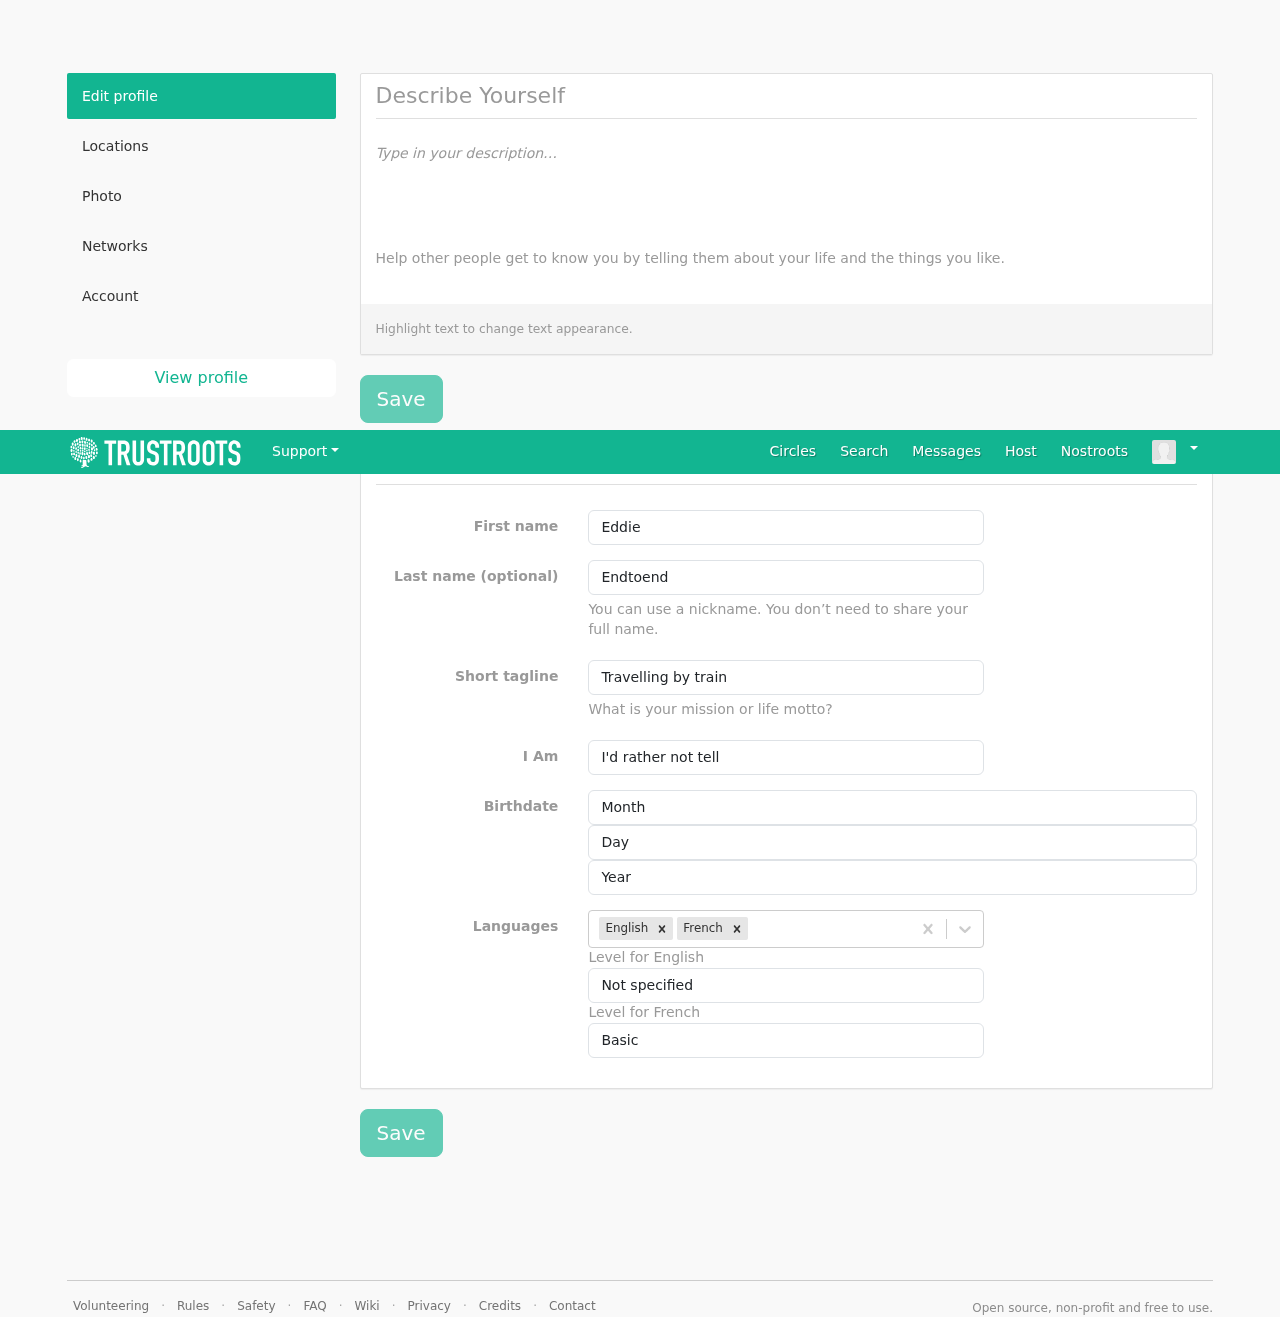 Edit profile
Locations
Photo
Networks
Account
View profile
Describe Yourself
Type in your description...
Help other people get to know you by telling them about your life and the things you like.
Highlight text to change text appearance.
Save
TRUSTROOTS
Support
Circles
Search
Messages
Host
Nostroots
First name
Eddie
Last name (optional)
Endtoend
You can use a nickname. You don’t need to share your
full name.
Short tagline
Travelling by train
What is your mission or life motto?
I Am
I'd rather not tell
Birthdate
Month
Day
Year
Languages
English
French
Level for English
Not specified
Level for French
Basic
Save
Volunteering · Rules · Safety · FAQ · Wiki · Privacy · Credits · Contact
Open source, non-profit and free to use.